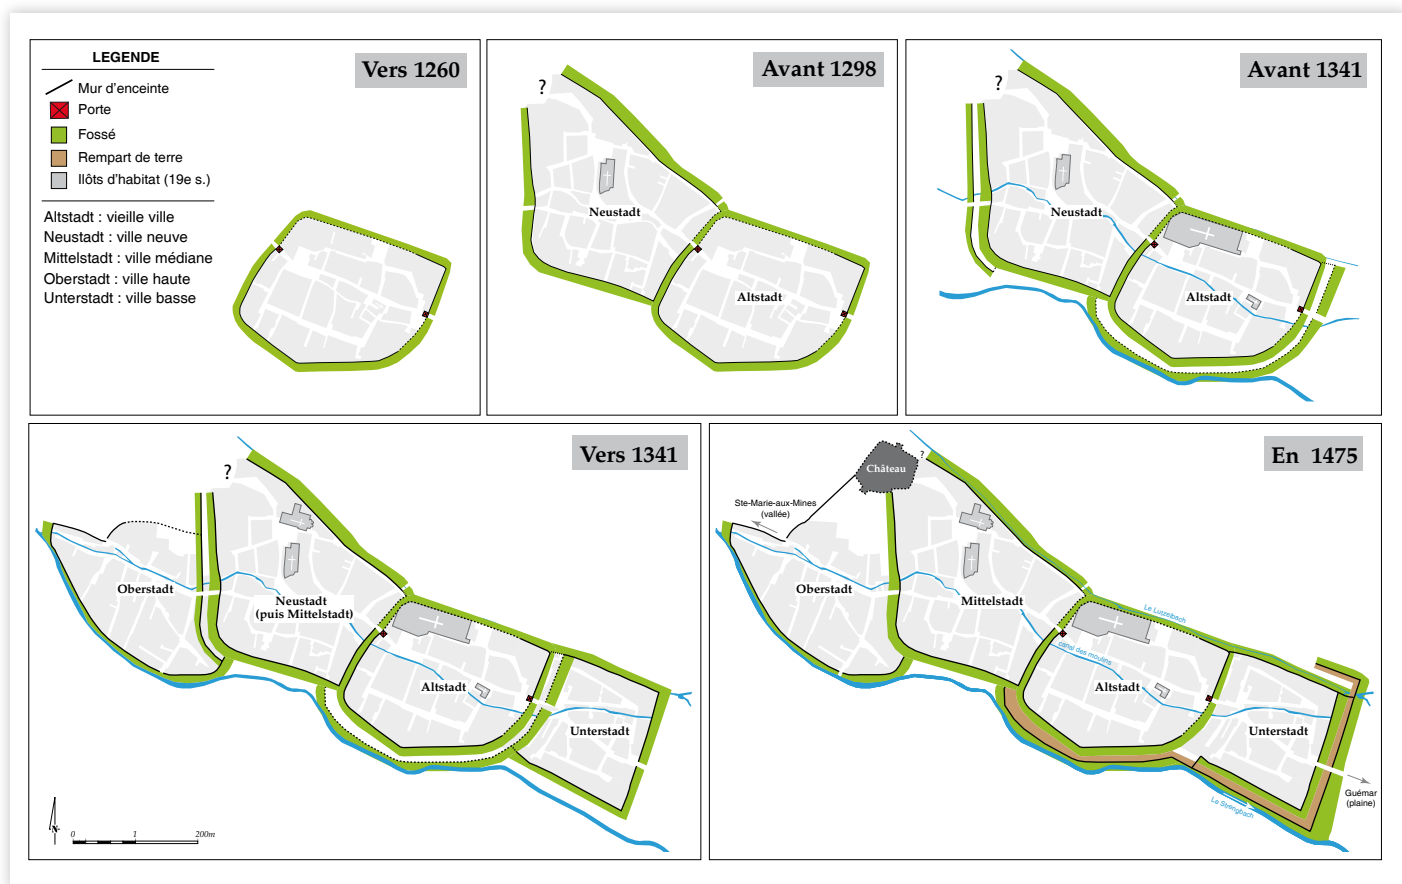 LEGENDE
Mur d'enceinte
Porte
Fossé
Rempart de terre
Ilôts d'habitat (19e s.)
Altstadt : vieille ville
Neustadt : ville neuve
Mittelstadt : ville médiane
Oberstadt : ville haute
Unterstadt : ville basse
Vers 1260
Avant 1298
?
Neustadt
Altstadt
Avant 1341
?
Neustadt
Altstadt
Vers 1341
?
Oberstadt
Neustadt
(puis Mittelstadt)
Altstadt
Unterstadt
N
0
1
200m
En 1475
Château
?
Ste-Marie-aux-Mines
(vallée)
Oberstadt
Mittelstadt
Le Lutzelbach
canal des moulins
Altstadt
Unterstadt
Le Strengbach
Guémar
(plaine)